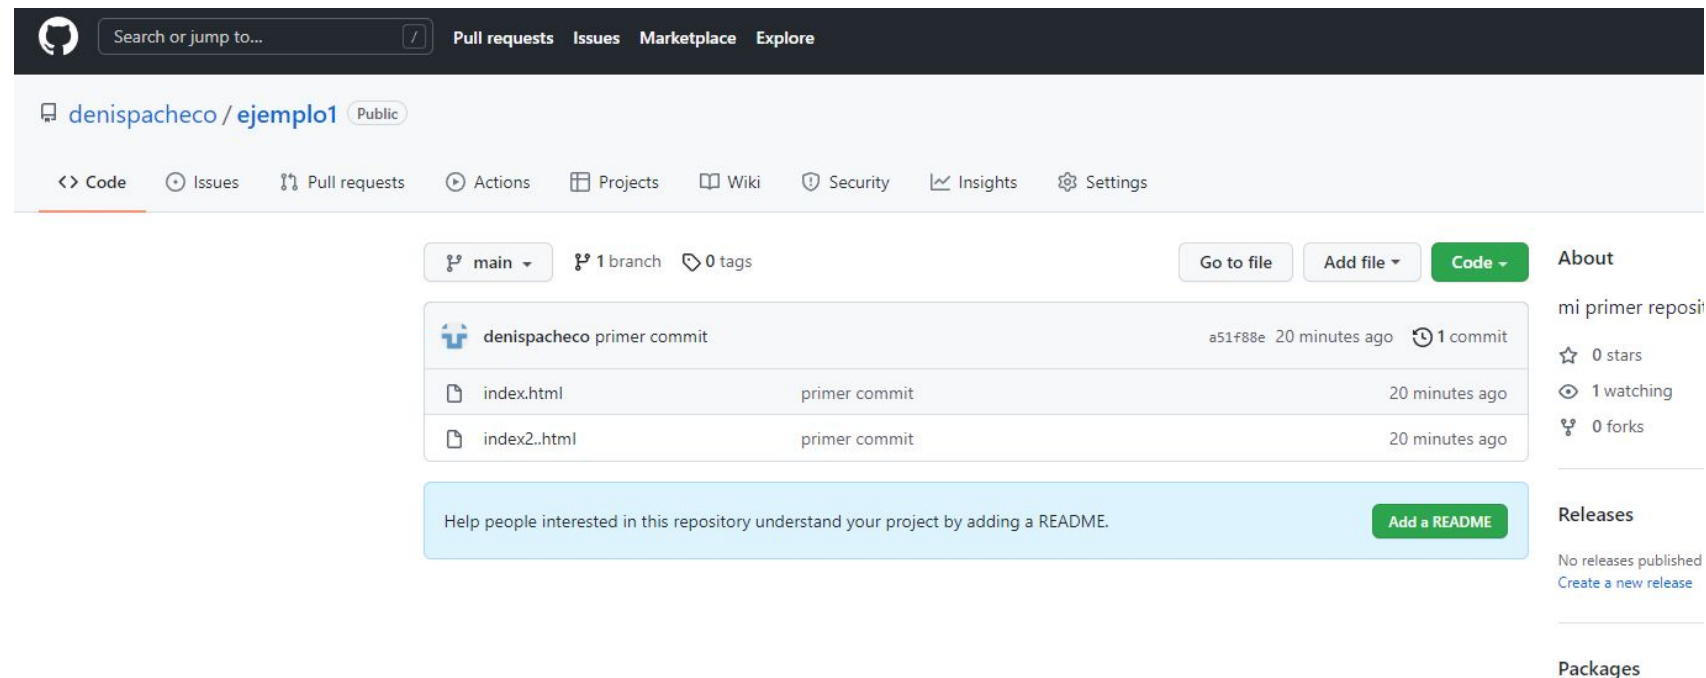 Search or jump to... / Pull requests Issues Marketplace Explore
denispacheco / ejemplo1 Public
<> Code Issues Pull requests Actions Projects Wiki Security Insights Settings
main 1 branch 0 tags Go to file Add file Code
denispacheco primer commit a51f88e 20 minutes ago 1 commit
index.html primer commit 20 minutes ago
index2..html primer commit 20 minutes ago
Help people interested in this repository understand your project by adding a README. Add a README
About
mi primer reposit
0 stars
1 watching
0 forks
Releases
No releases published
Create a new release
Packages